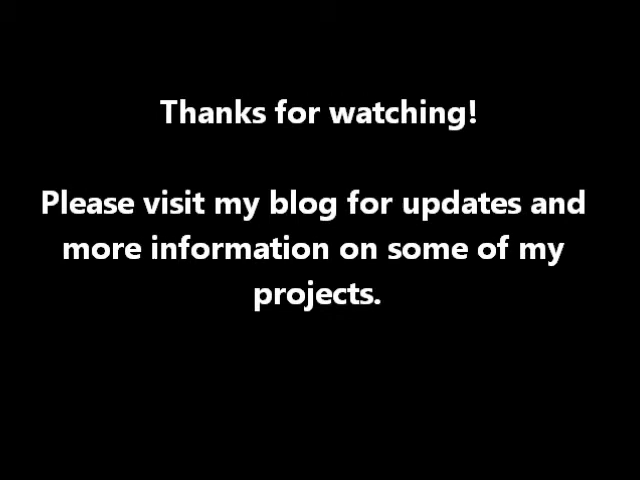 Thanks for watching!
Please visit my blog for updates and
more information on some of my
projects.